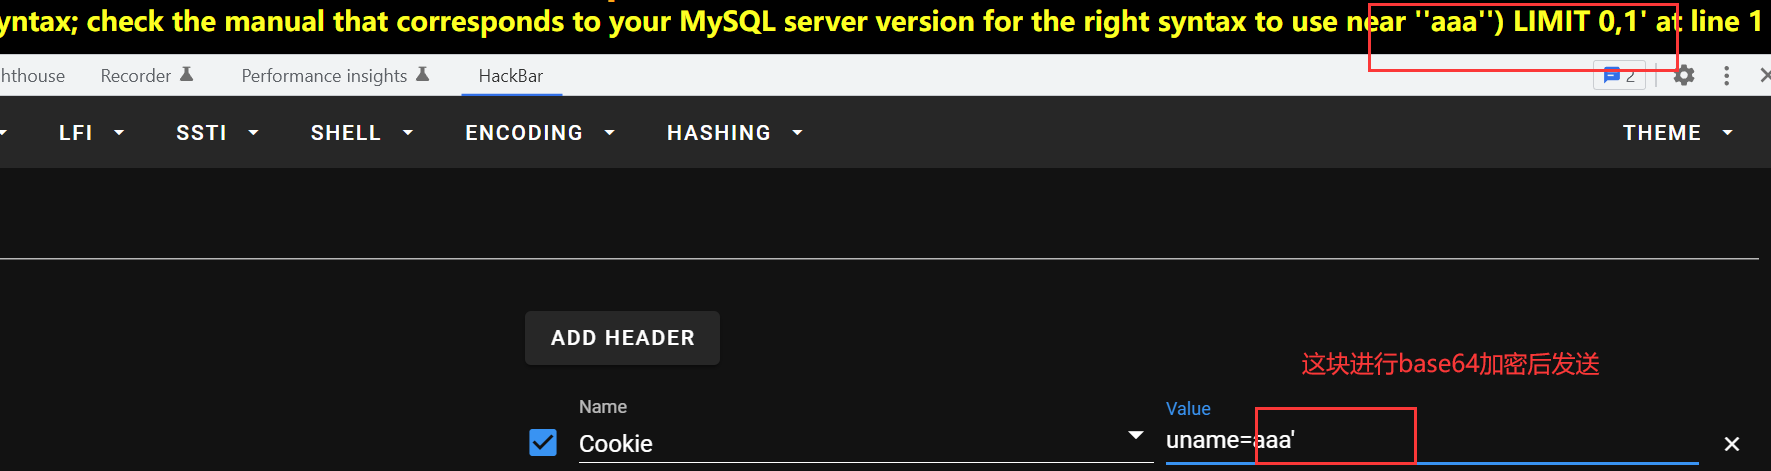 yntax; check the manual that corresponds to your MySQL server version for the right syntax to use near ''aaa'') LIMIT 0,1' at line 1
hthouse Recorder Performance insights HackBar 2
LFI SSTI SHELL ENCODING HASHING THEME
ADD HEADER
这块进行base64加密后发送
Name Value
Cookie uname=aaa'